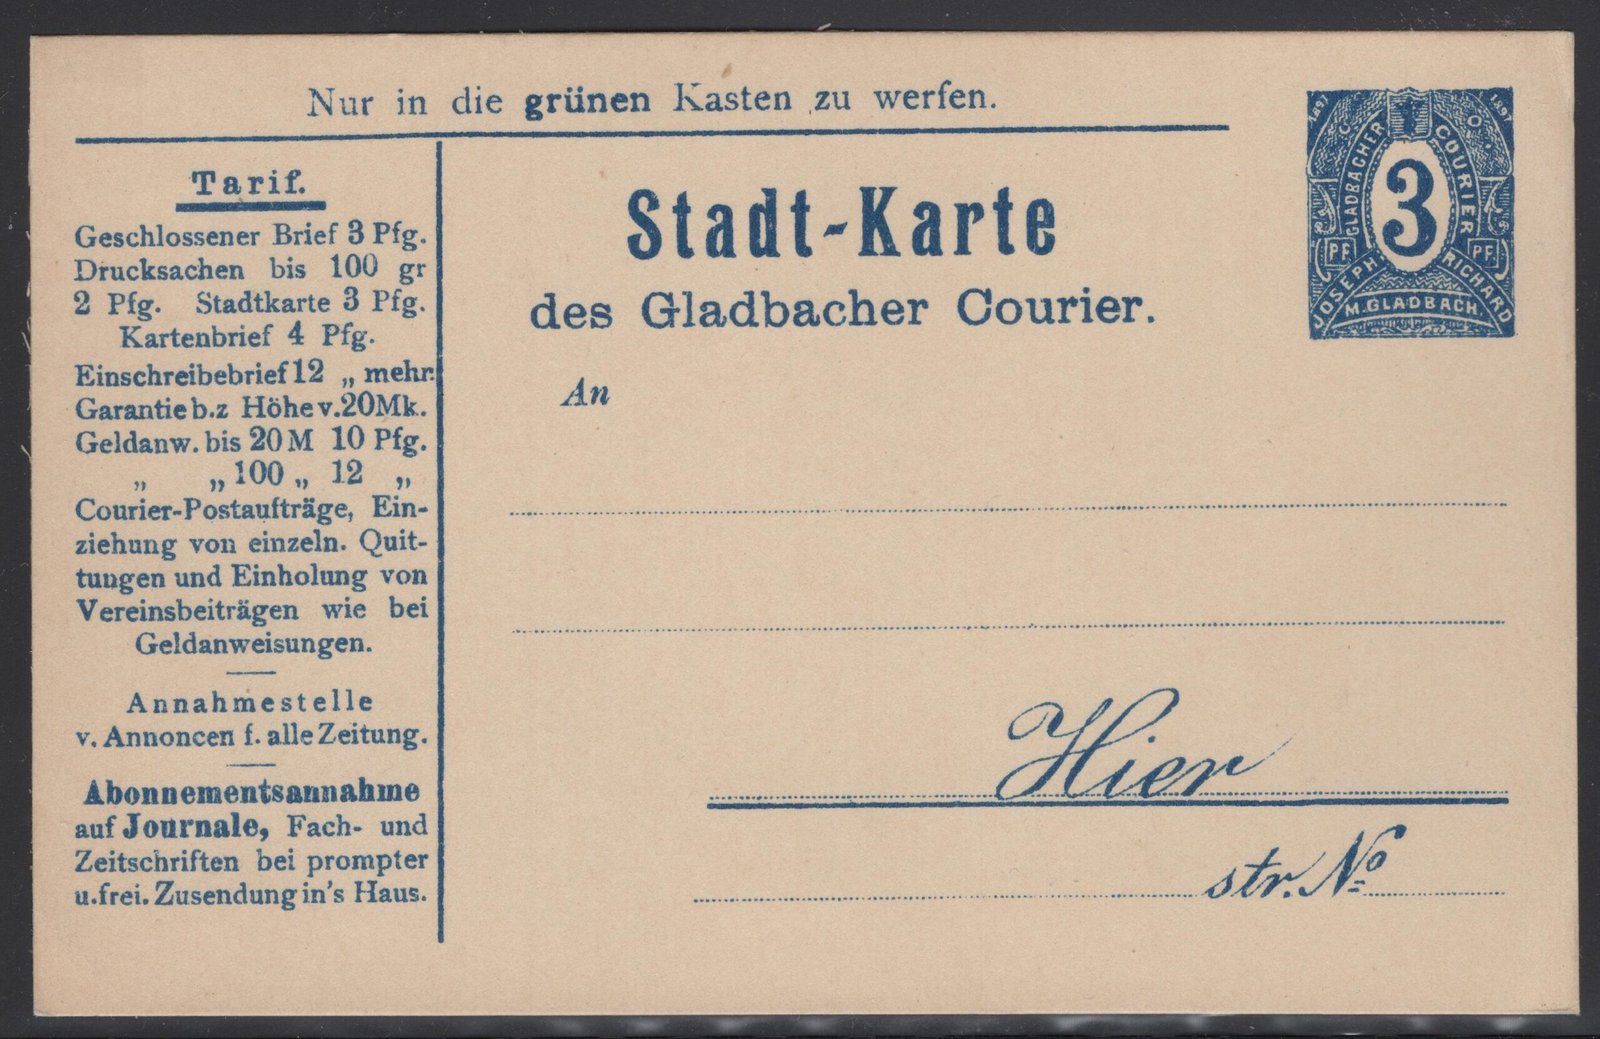 Nur in die grünen Kasten zu werfen.
Tarif.
Geschlossener Brief 3 Pfg.
Drucksachen bis 100 gr
2 Pfg. Stadtkarte 3 Pfg.
Kartenbrief 4 Pfg.
Einschreibebrief 12 „ mehr.
Garantie b.z Höhe v. 20 Mk.
Geldanw. bis 20 M 10 Pfg.
„ „ 100 „ 12 „
Courier-Postaufträge, Ein-
ziehung von einzeln. Quit-
tungen und Einholung von
Vereinsbeiträgen wie bei
Geldanweisungen.
Annahmestelle
v. Annoncen f. alle Zeitung.
Abonnementsannahme
auf Journale, Fach- und
Zeitschriften bei prompter
u. frei. Zusendung in's Haus.
Stadt-Karte
des Gladbacher Courier.
An
Hier
str. No
1897 1897
GLADBACHER COURIER
3
PF. PF.
JOSEPH RICHARD
M. GLADBACH.